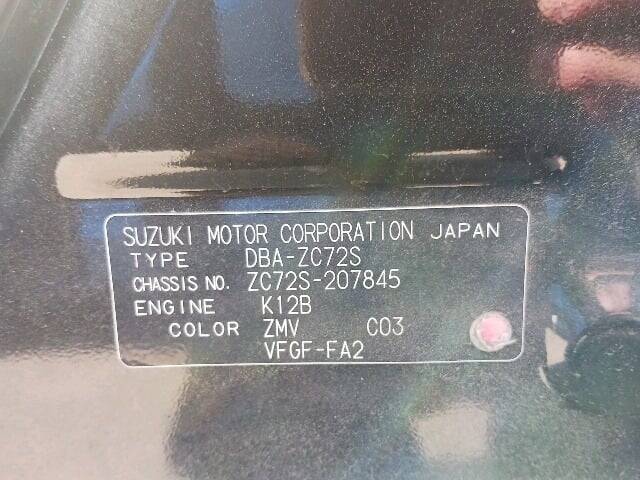 SUZUKI MOTOR CORPORATION JAPAN
TYPE DBA-ZC72S
CHASSIS NO. ZC72S-207845
ENGINE K12B
COLOR ZMV C03
VFGF-FA2